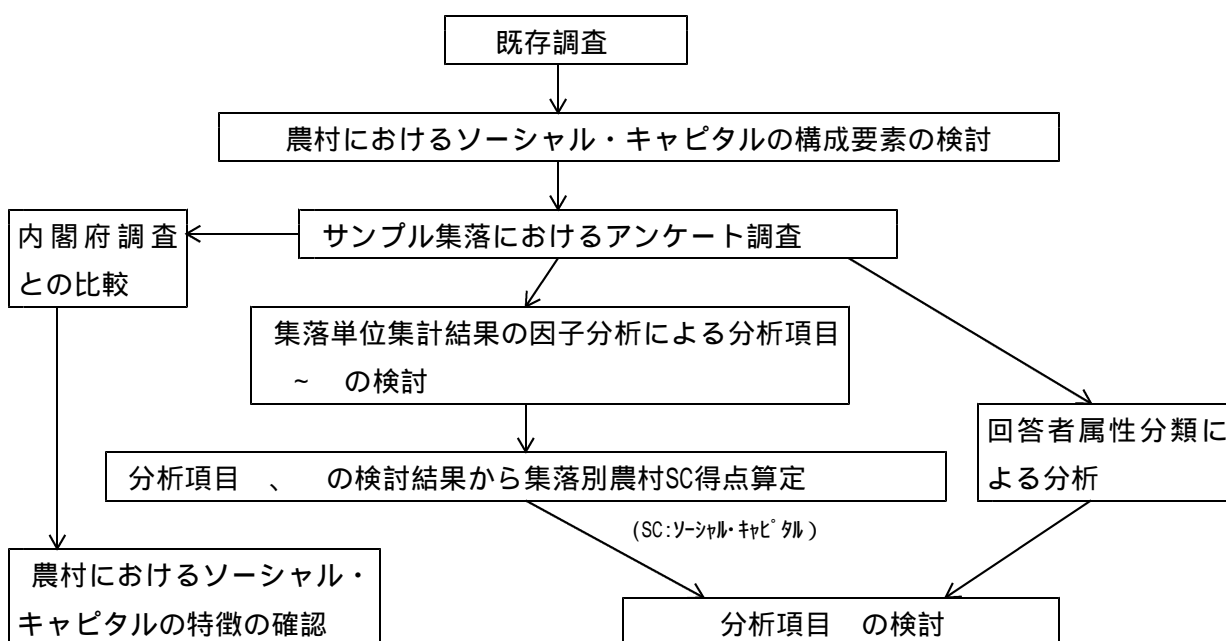 既存調査
農村におけるソーシャル・キャピタルの構成要素の検討
内閣府調査
との比較
サンプル集落におけるアンケート調査
集落単位集計結果の因子分析による分析項目
~ の検討
回答者属性分類に
よる分析
分析項目 、 の検討結果から集落別農村SC得点算定
(SC:ソーシャル・キャピタル)
農村におけるソーシャル・
キャピタルの特徴の確認
分析項目 の検討